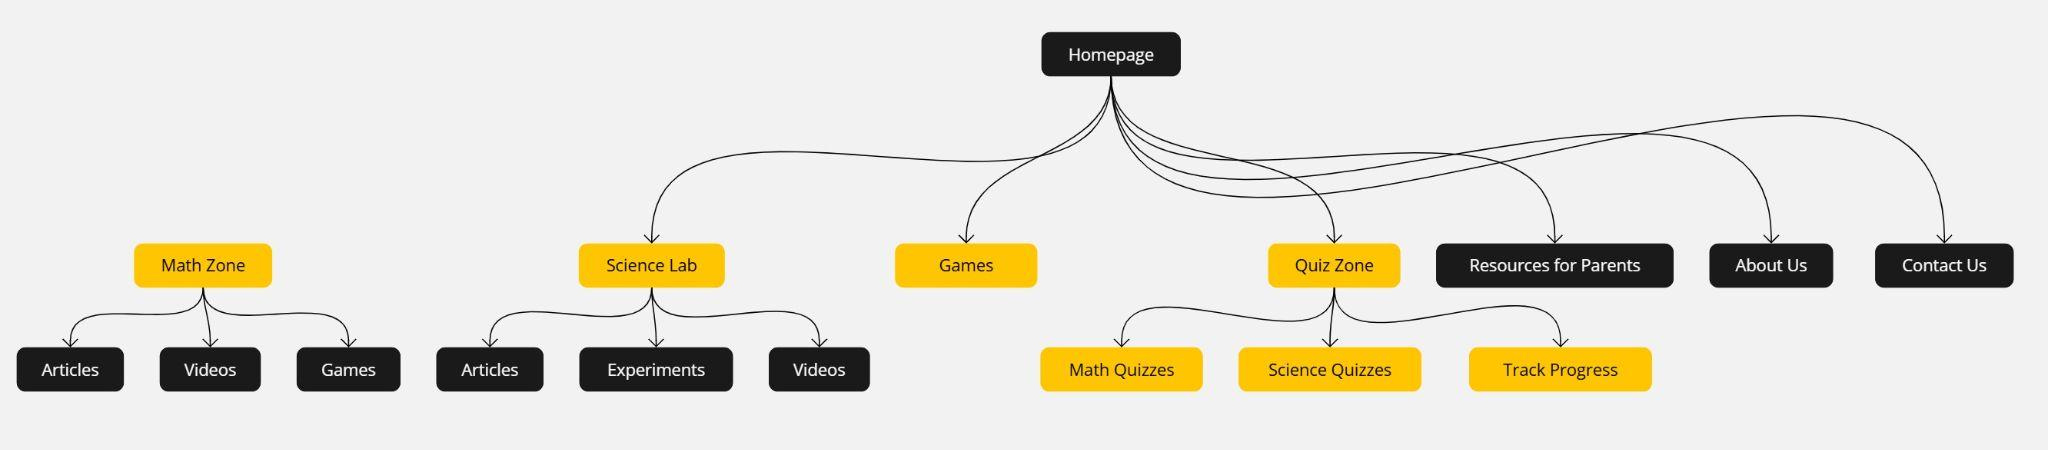 Homepage
Math Zone
Science Lab
Games
Quiz Zone
Resources for Parents
About Us
Contact Us
Articles
Videos
Games
Articles
Experiments
Videos
Math Quizzes
Science Quizzes
Track Progress